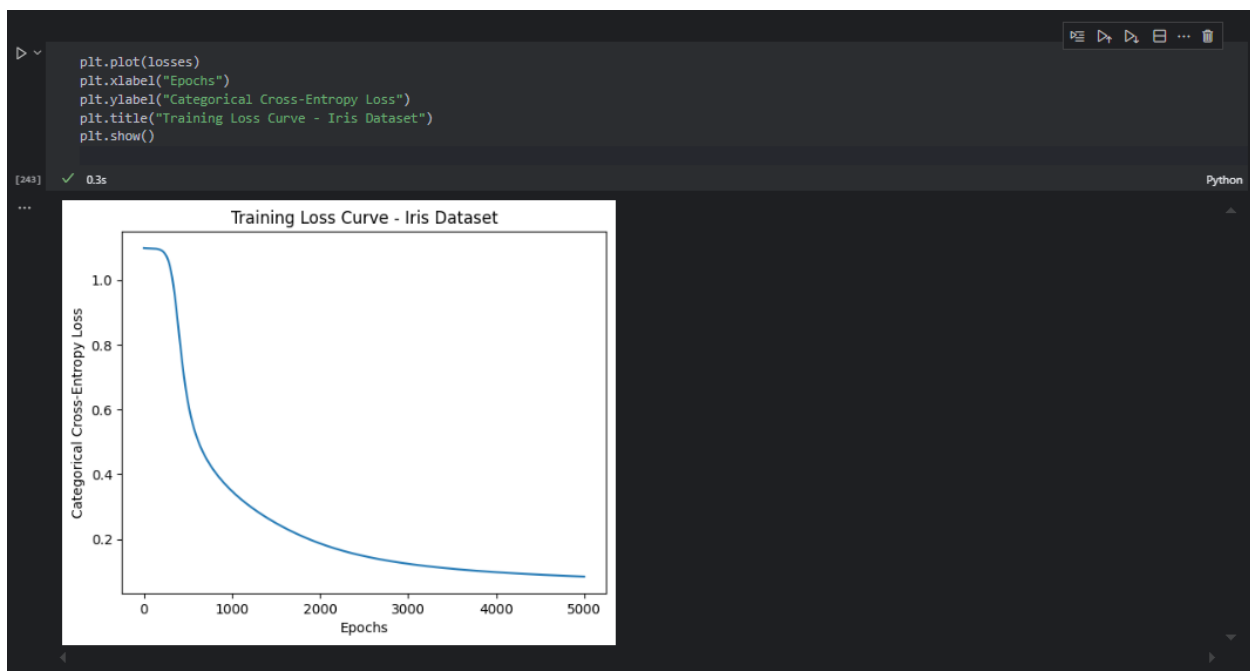 plt.plot(losses)
plt.xlabel("Epochs")
plt.ylabel("Categorical Cross-Entropy Loss")
plt.title("Training Loss Curve - Iris Dataset")
plt.show()
[243]
0.3s
Python
Training Loss Curve - Iris Dataset
Categorical Cross-Entropy Loss
1.0
0.8
0.6
0.4
0.2
0 1000 2000 3000 4000 5000
Epochs